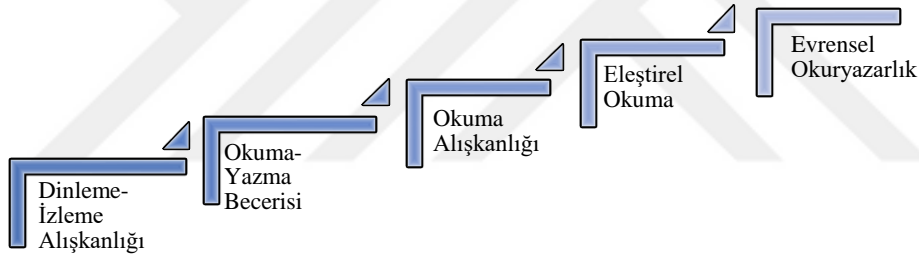 Dinleme-
İzleme
Alışkanlığı
Okuma-
Yazma
Becerisi
Okuma
Alışkanlığı
Eleştirel
Okuma
Evrensel
Okuryazarlık